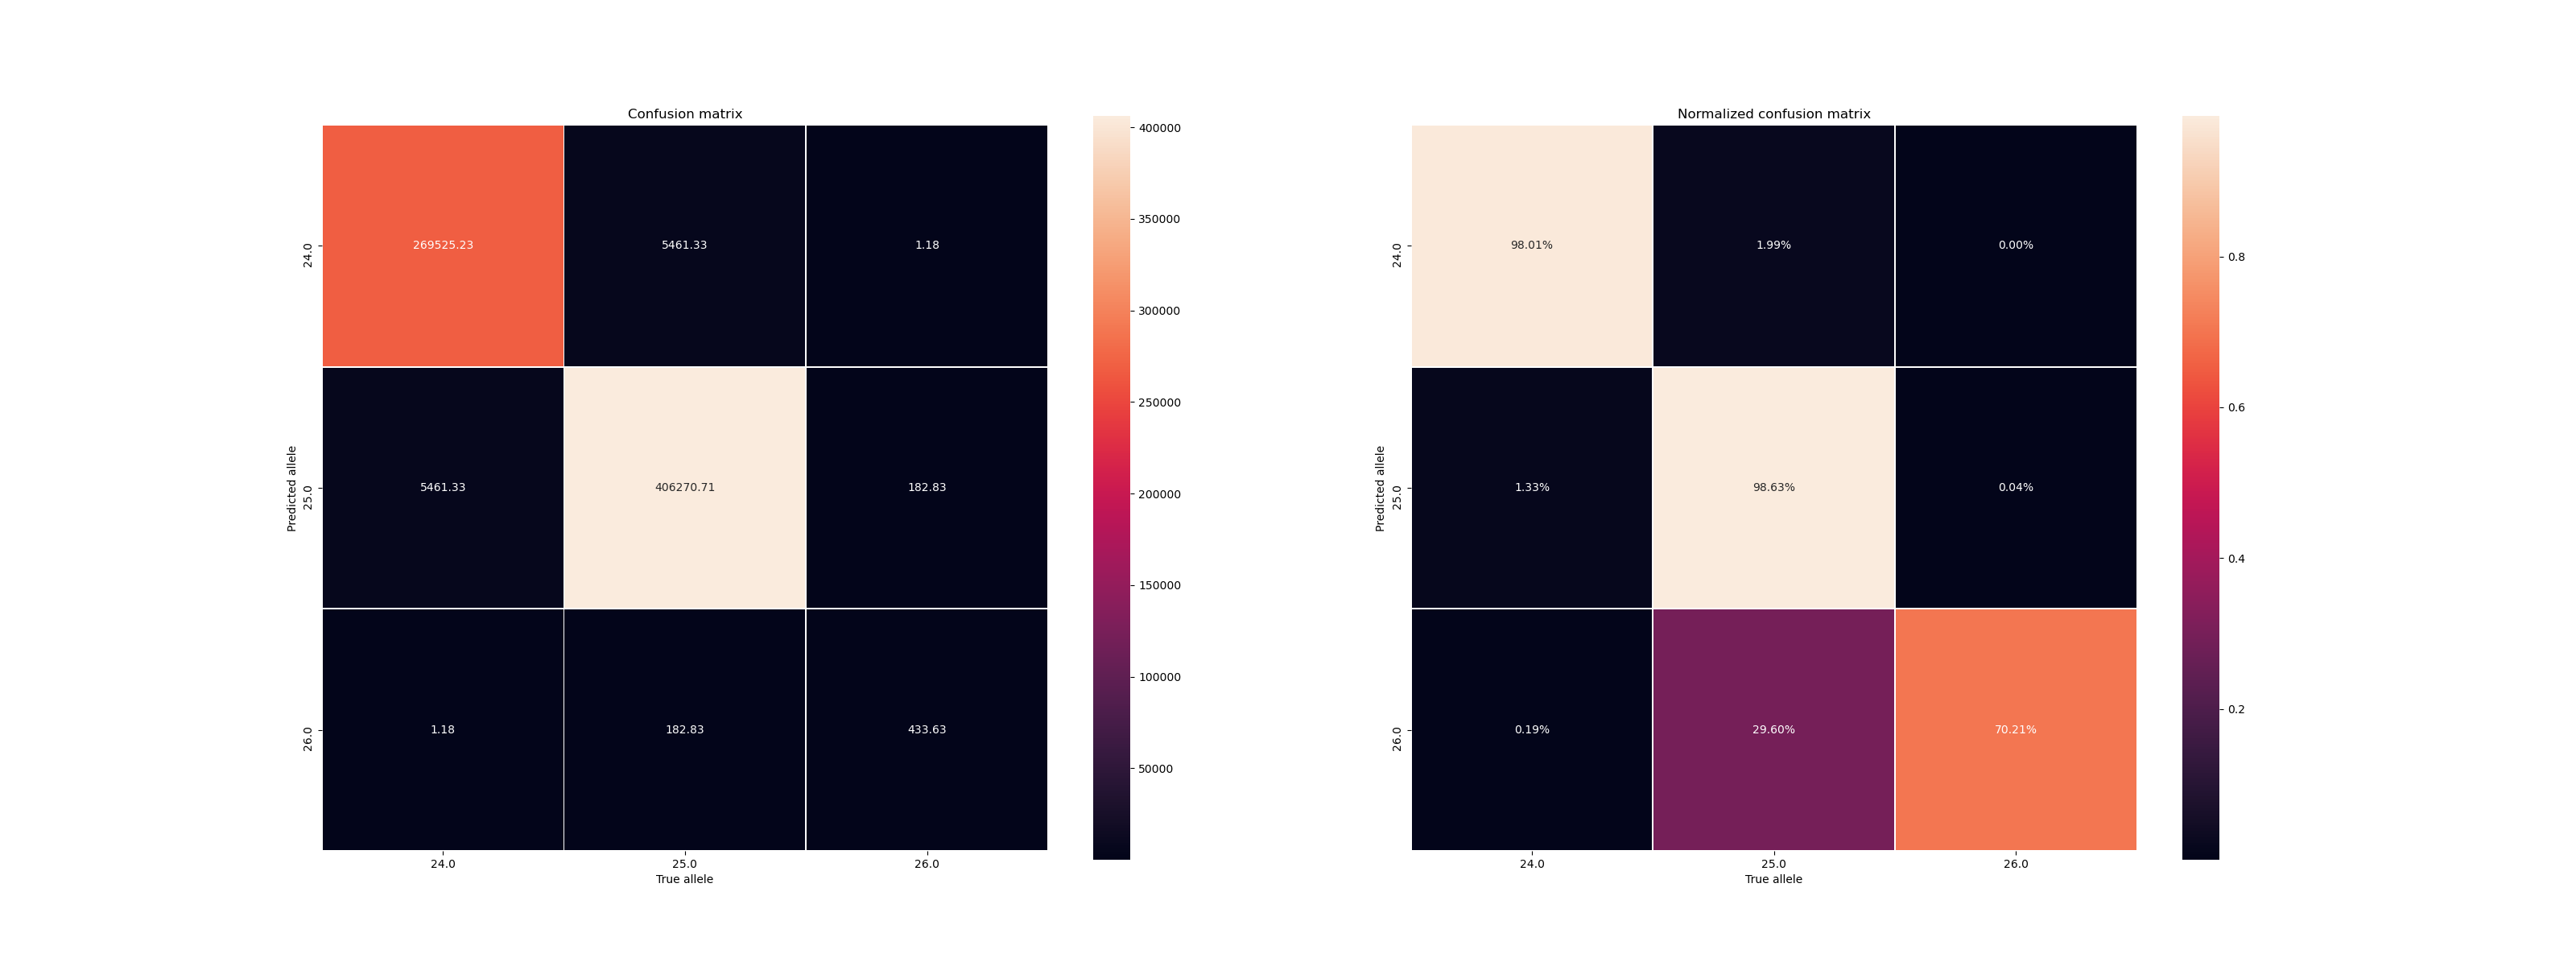 Confusion matrix
269525.23 5461.33 1.18
5461.33 406270.71 182.83
1.18 182.83 433.63
24.0
25.0
26.0
Predicted allele
24.0 25.0 26.0
True allele
400000
350000
300000
250000
200000
150000
100000
50000
Normalized confusion matrix
98.01% 1.99% 0.00%
1.33% 98.63% 0.04%
0.19% 29.60% 70.21%
24.0
25.0
26.0
Predicted allele
24.0 25.0 26.0
True allele
0.8
0.6
0.4
0.2